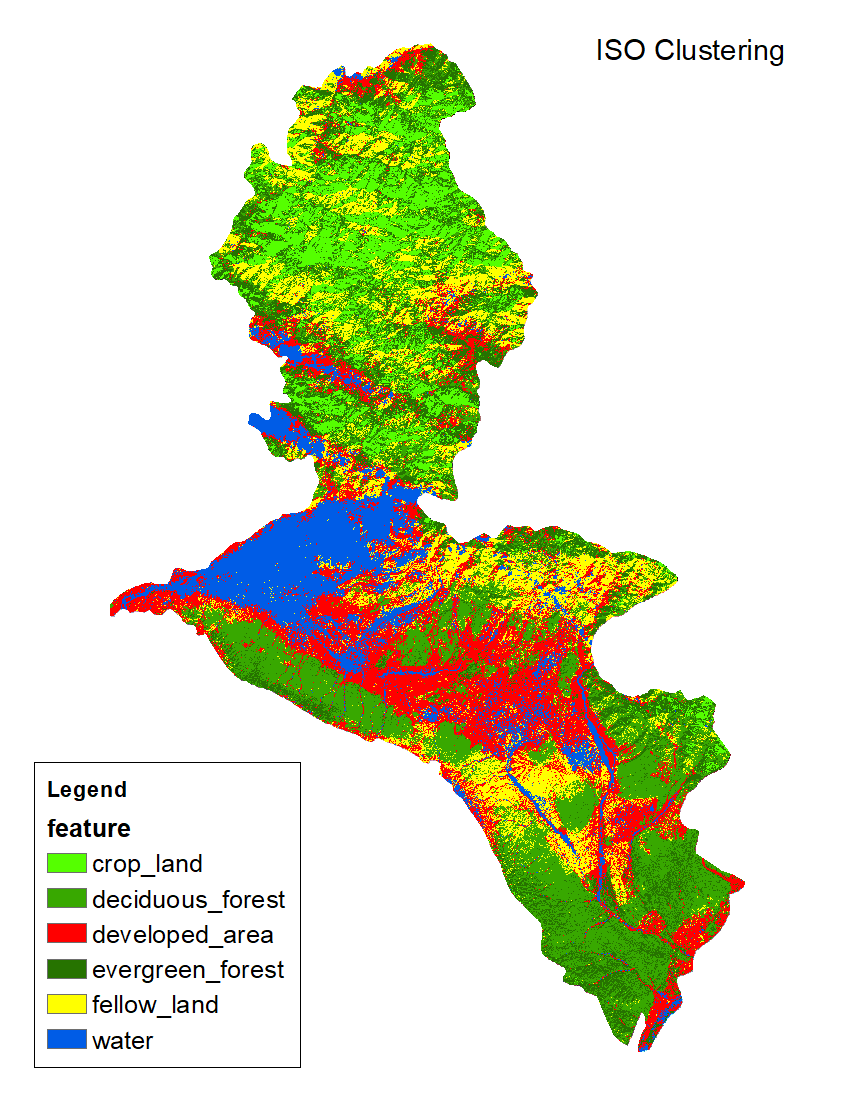 ISO Clustering
Legend
feature
crop_land
deciduous_forest
developed_area
evergreen_forest
fellow_land
water